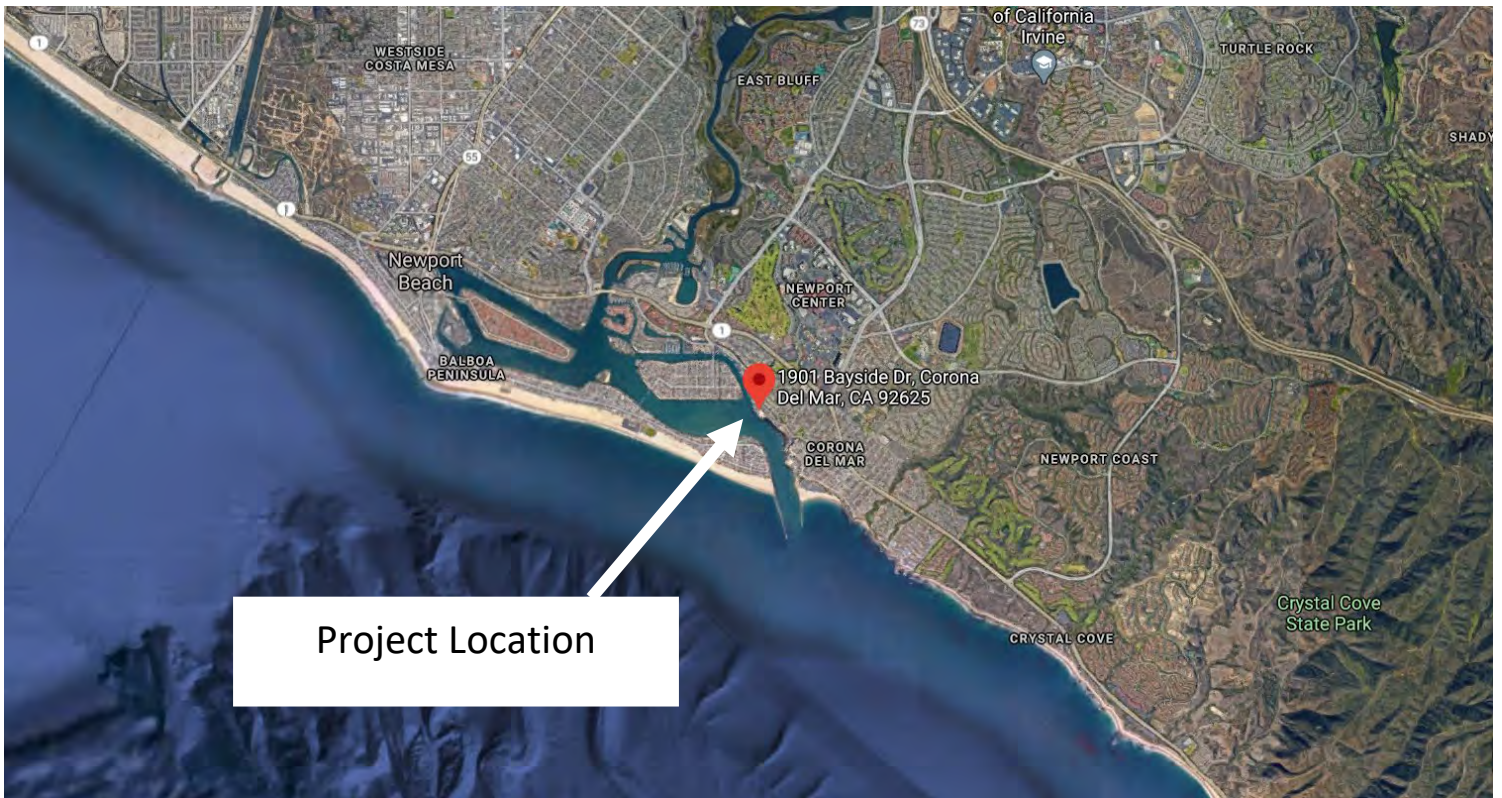 of California
Irvine
73
1
TURTLE ROCK
WESTSIDE
COSTA MESA
EAST BLUFF
SHADY
55
1
Newport
Beach
NEWPORT
CENTER
1
BALBOA
PENINSULA
1901 Bayside Dr, Corona
Del Mar, CA 92625
CORONA
DEL MAR
NEWPORT COAST
Project Location
Crystal Cove
State Park
CRYSTAL COVE